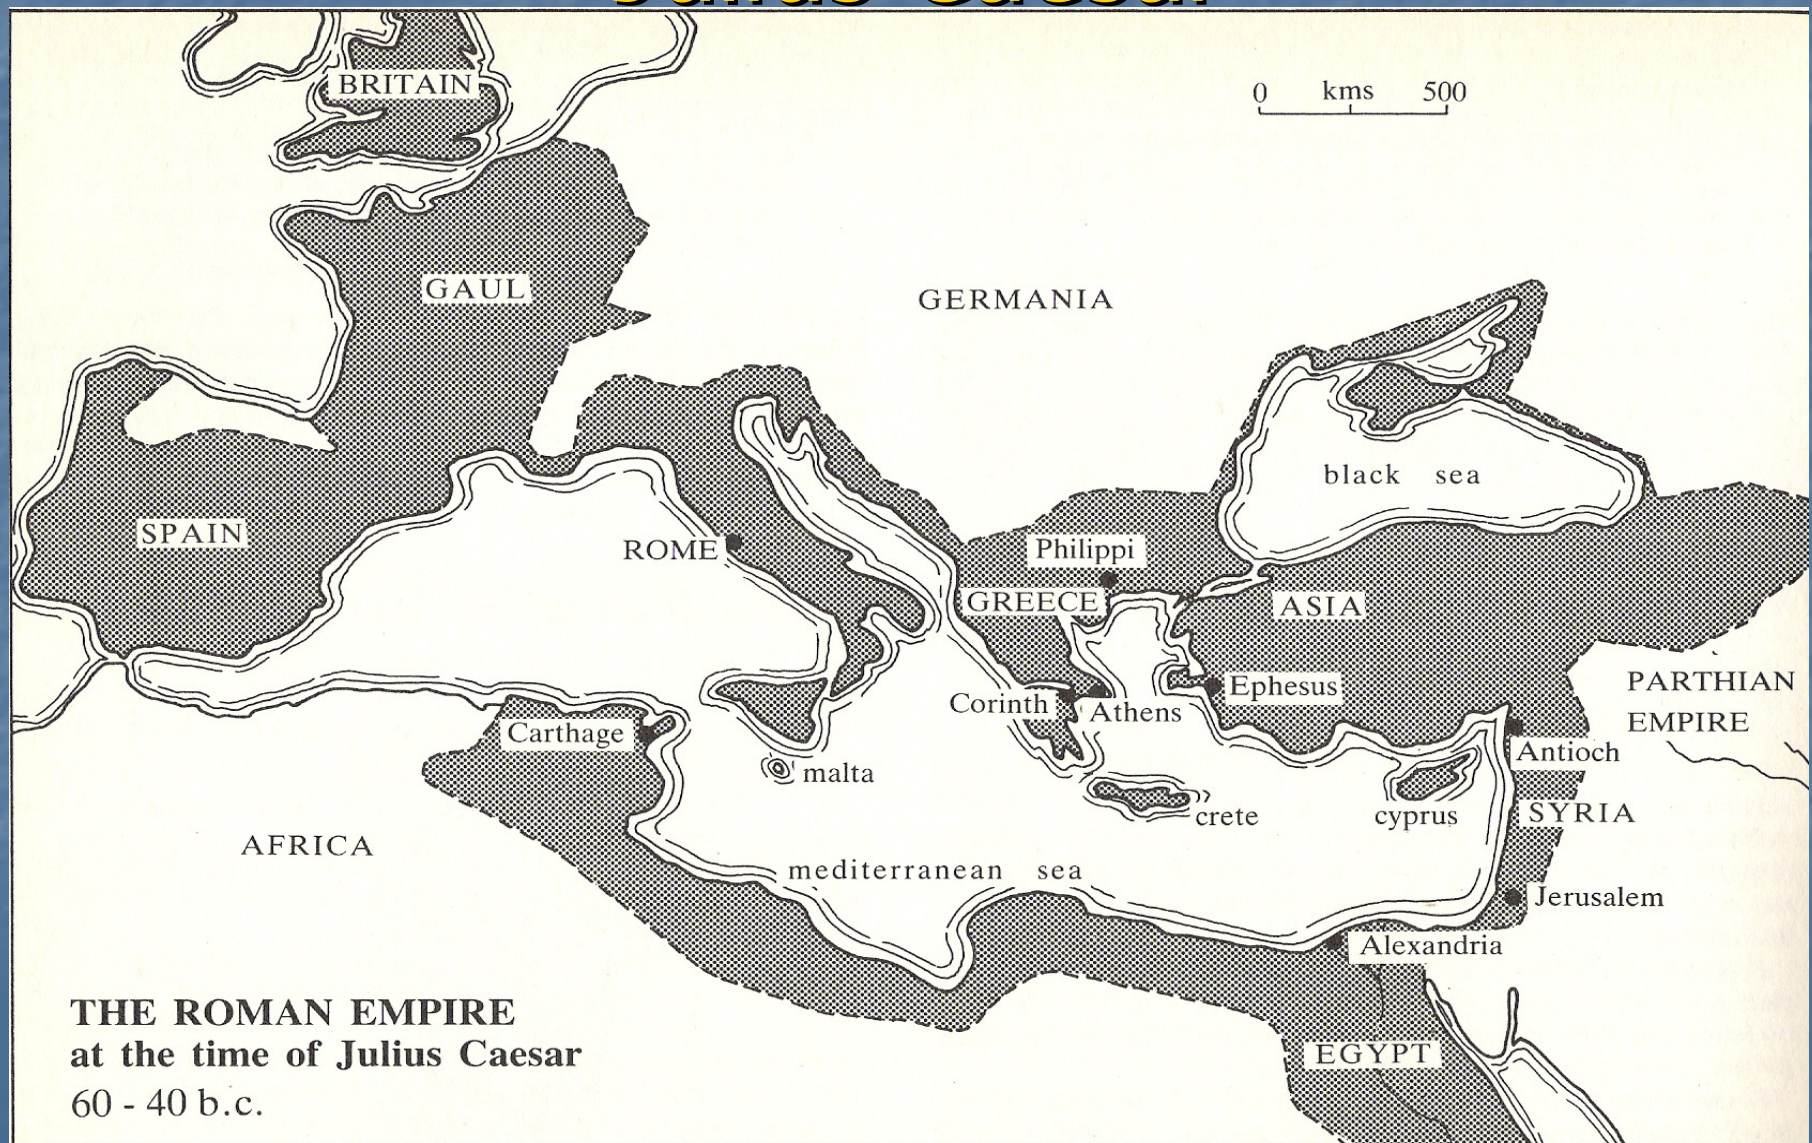 Julius Caesar
BRITAIN
0 kms 500
GAUL
GERMANIA
black sea
SPAIN
ROME
Philippi
GREECE
ASIA
PARTHIAN
EMPIRE
Corinth
Athens
Ephesus
Carthage
malta
Antioch
crete
cyprus
SYRIA
AFRICA
mediterranean sea
Jerusalem
Alexandria
THE ROMAN EMPIRE
at the time of Julius Caesar
60 - 40 b.c.
EGYPT